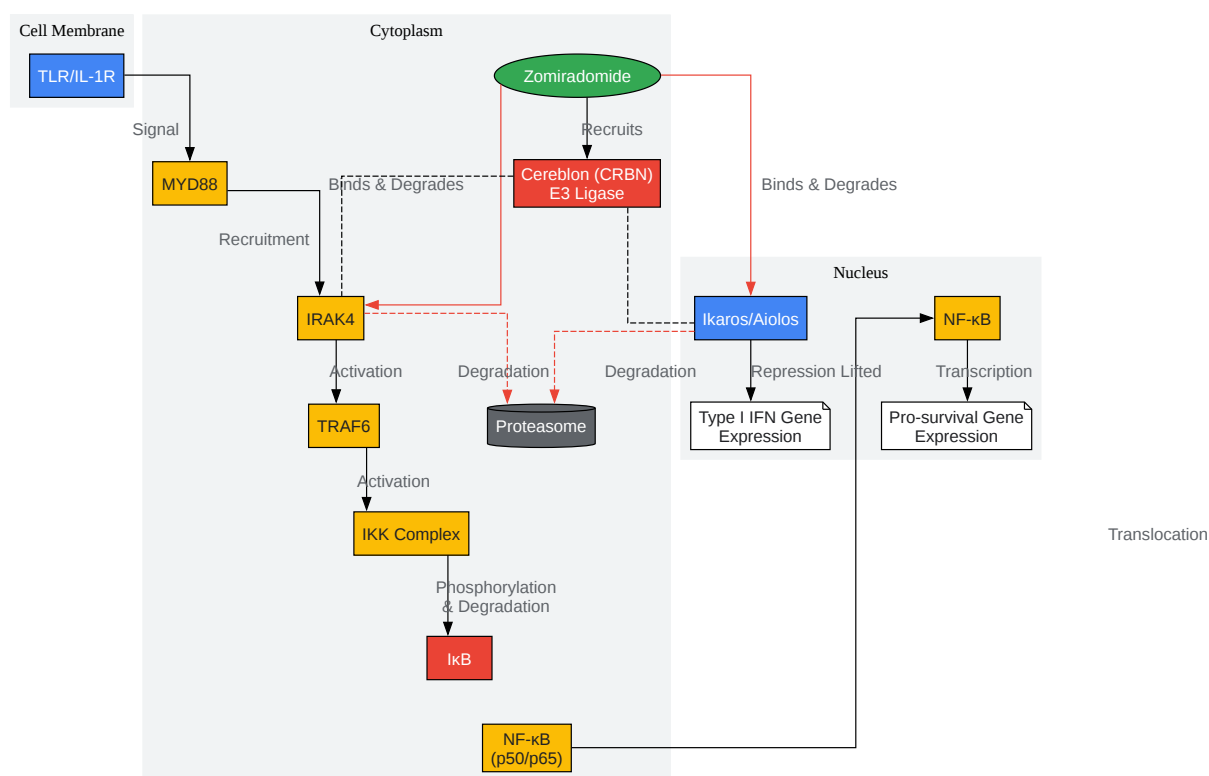 Cell Membrane
Cytoplasm
TLR/IL-1R
Zomiradomide
Signal
Recruits
MYD88
Binds & Degrades
Cereblon (CRBN)
E3 Ligase
Binds & Degrades
Recruitment
Nucleus
IRAK4
Ikaros/Aiolos
NF-κB
Activation
Degradation
Degradation
Repression Lifted
Transcription
TRAF6
Proteasome
Type I IFN Gene
Expression
Pro-survival Gene
Expression
Activation
IKK Complex
Translocation
Phosphorylation
& Degradation
IκB
NF-κB
(p50/p65)